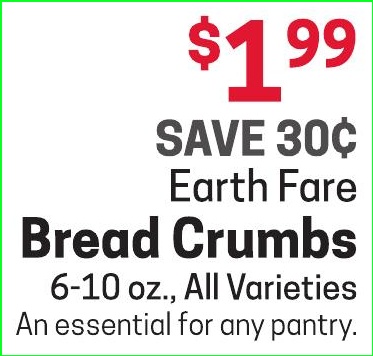 $1 99
SAVE 30¢
Earth Fare
Bread Crumbs
6-10 oz., All Varieties
An essential for any pantry.